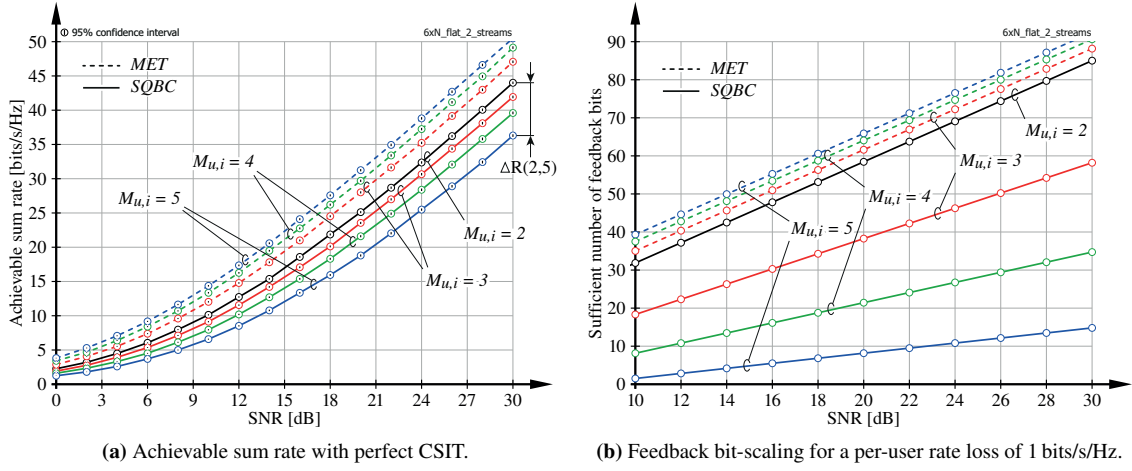 95% confidence interval
6xN_flat_2_streams
MET
SQBC
50
45
40
35
30
25
20
15
10
5
0
Achievable sum rate [bits/s/Hz]
M_{u,i} = 4
M_{u,i} = 5
M_{u,i} = 2
M_{u,i} = 3
ΔR(2,5)
0 3 6 9 12 15 18 21 24 27 30
SNR [dB]
(a) Achievable sum rate with perfect CSIT.
6xN_flat_2_streams
MET
SQBC
90
80
70
60
50
40
30
20
10
0
Sufficient number of feedback bits
M_{u,i} = 2
M_{u,i} = 3
M_{u,i} = 4
M_{u,i} = 5
10 12 14 16 18 20 22 24 26 28 30
SNR [dB]
(b) Feedback bit-scaling for a per-user rate loss of 1 bits/s/Hz.